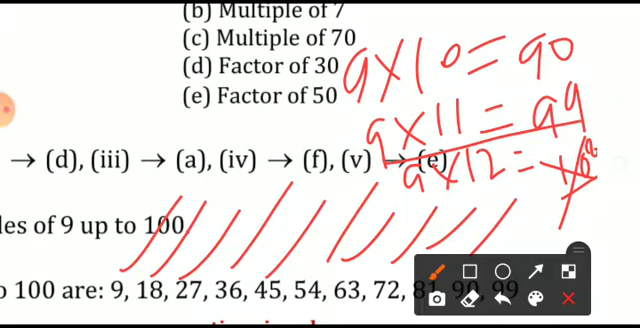 (b) Multiple of 7
(c) Multiple of 70
(d) Factor of 30
(e) Factor of 50
9×10=90
9×11=99
9×12=108
→ (d), (iii) → (a), (iv) → (f), (v) → (e)
les of 9 up to 100
o 100 are: 9, 18, 27, 36, 45, 54, 63, 72, 81, 90, 99